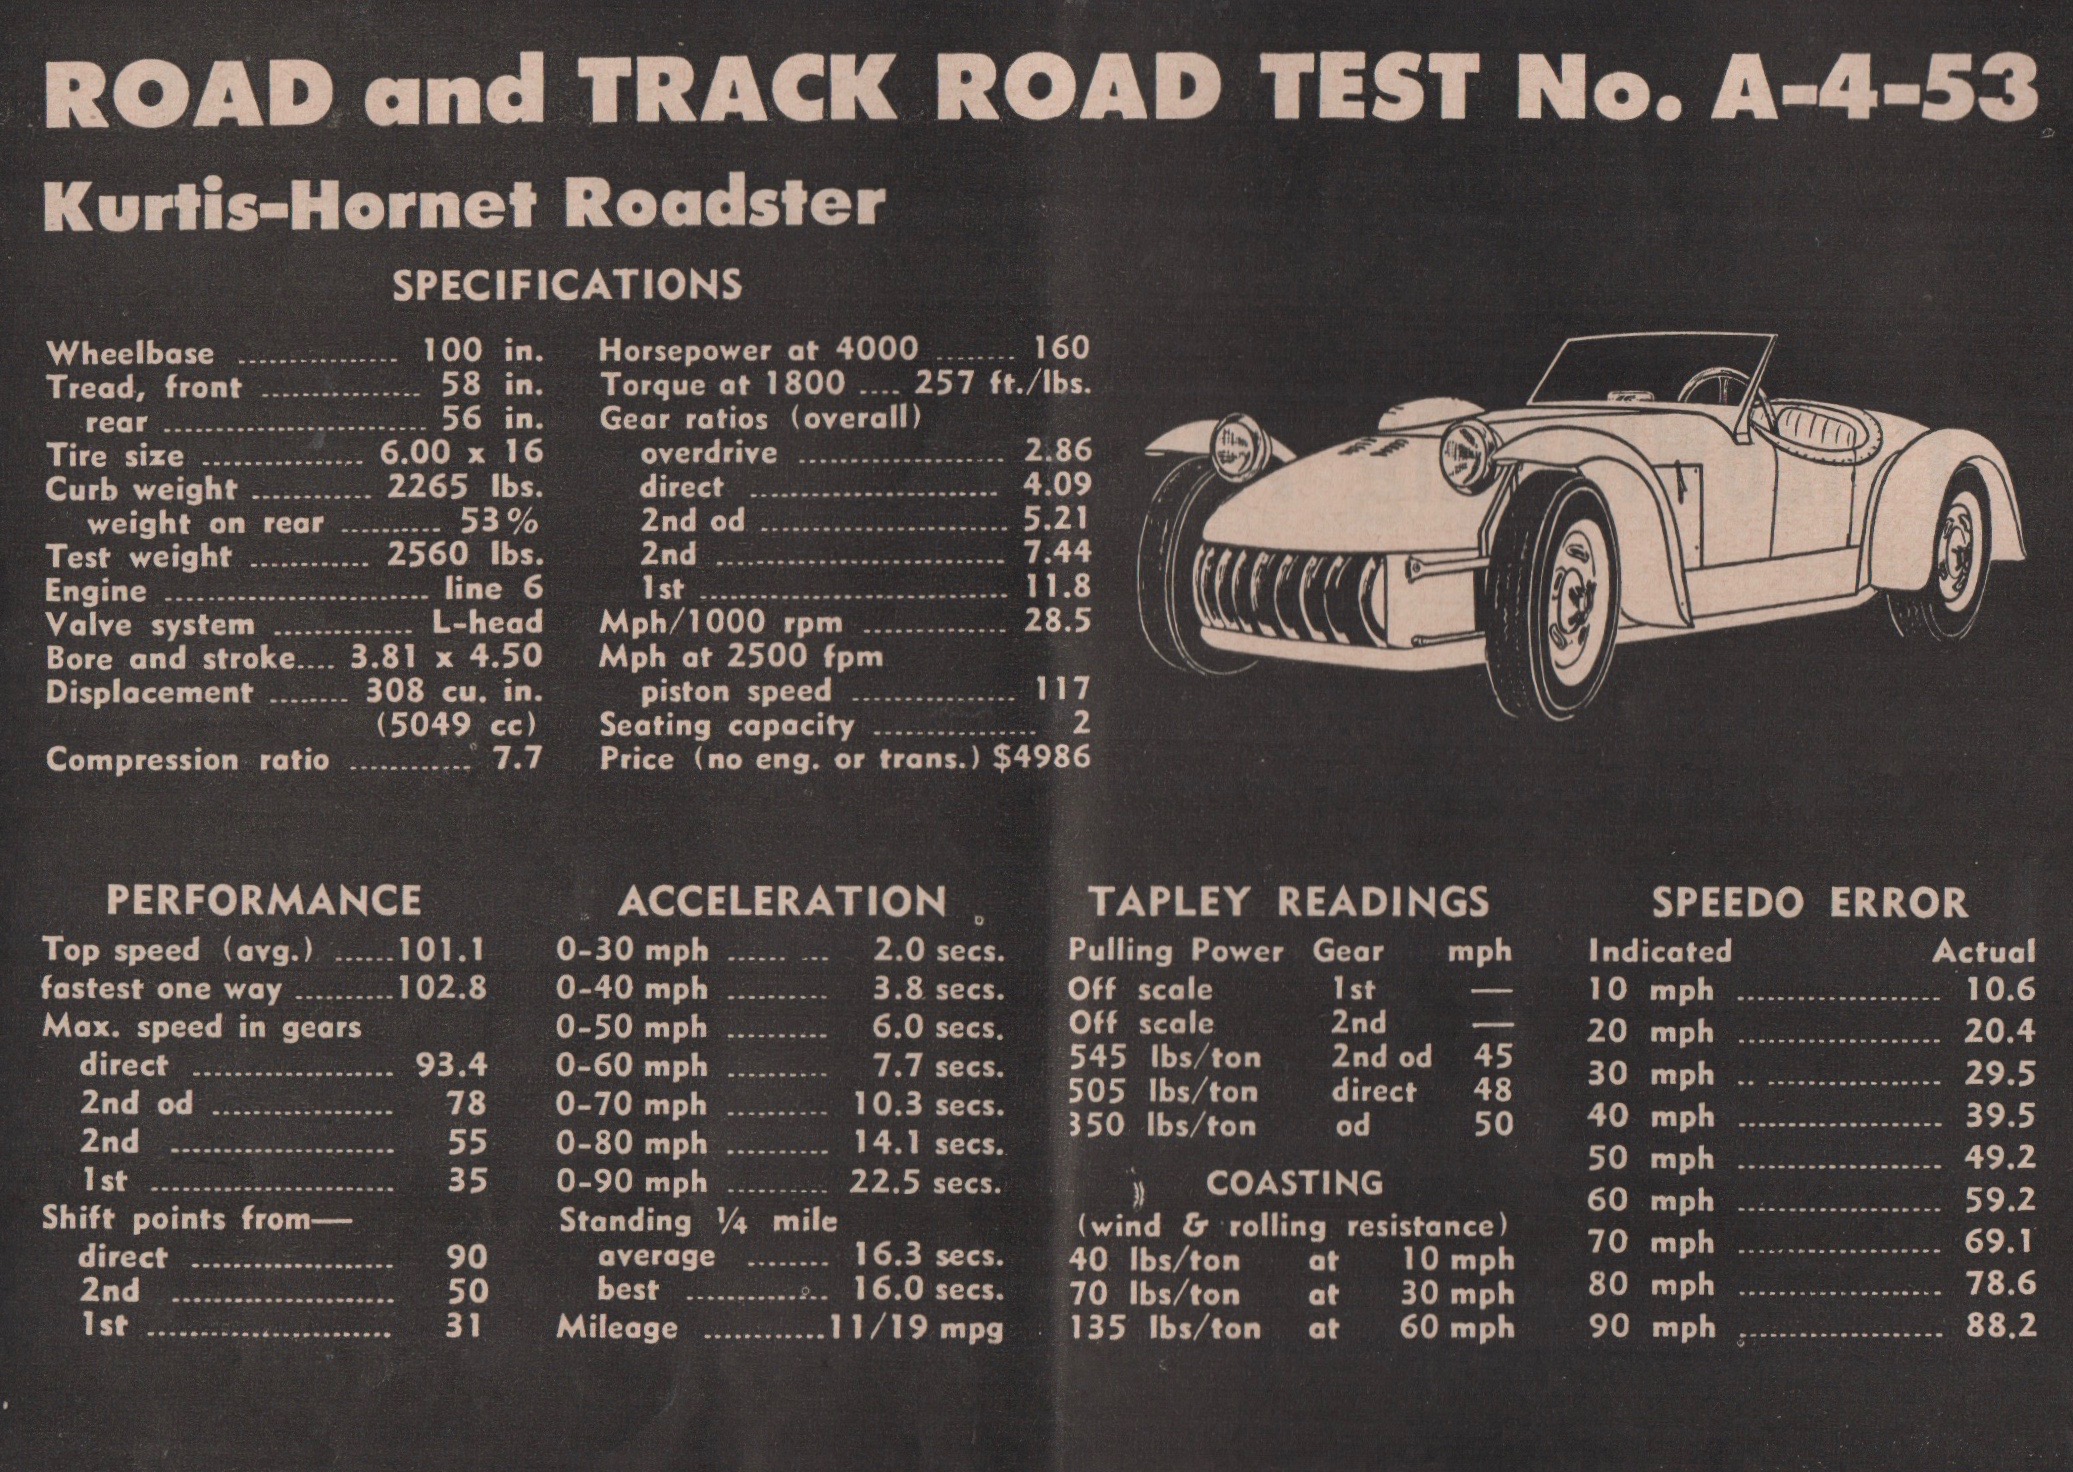 ROAD and TRACK ROAD TEST No. A-4-53
Kurtis-Hornet Roadster
SPECIFICATIONS
Wheelbase ................ 100 in.
Tread, front ................ 58 in.
rear .......................... 56 in.
Tire size ................ 6.00 x 16
Curb weight ............ 2265 lbs.
weight on rear .......... 53%
Test weight ............ 2560 lbs.
Engine .......................... line 6
Valve system .............. L-head
Bore and stroke.... 3.81 x 4.50
Displacement ........ 308 cu. in.
(5049 cc)
Compression ratio ............ 7.7
Horsepower at 4000 ........ 160
Torque at 1800 .... 257 ft./lbs.
Gear ratios (overall)
overdrive .................... 2.86
direct ......................... 4.09
2nd od ......................... 5.21
2nd ............................. 7.44
1st ............................... 11.8
Mph/1000 rpm ............... 28.5
Mph at 2500 fpm
piston speed ................ 117
Seating capacity ................ 2
Price (no eng. or trans.) $4986
PERFORMANCE
Top speed (avg.) ......101.1
fastest one way ..........102.8
Max. speed in gears
direct .................... 93.4
2nd od .................. 78
2nd ....................... 55
1st ........................ 35
Shift points from—
direct .................... 90
2nd ...................... 50
1st ........................ 31
ACCELERATION
0-30 mph ...... ... 2.0 secs.
0-40 mph .......... 3.8 secs.
0-50 mph .......... 6.0 secs.
0-60 mph .......... 7.7 secs.
0-70 mph .......... 10.3 secs.
0-80 mph .......... 14.1 secs.
0-90 mph .......... 22.5 secs.
Standing ¼ mile
average ........ 16.3 secs.
best .............. 16.0 secs.
Mileage ............11/19 mpg
TAPLEY READINGS
Pulling Power Gear mph
Off scale 1st —
Off scale 2nd —
545 lbs/ton 2nd od 45
505 lbs/ton direct 48
350 lbs/ton od 50
COASTING
(wind & rolling resistance)
40 lbs/ton at 10 mph
70 lbs/ton at 30 mph
135 lbs/ton at 60 mph
SPEEDO ERROR
Indicated Actual
10 mph .................... 10.6
20 mph .................... 20.4
30 mph .. ................. 29.5
40 mph .................... 39.5
50 mph .................... 49.2
60 mph .................... 59.2
70 mph .................... 69.1
80 mph .................... 78.6
90 mph .................... 88.2